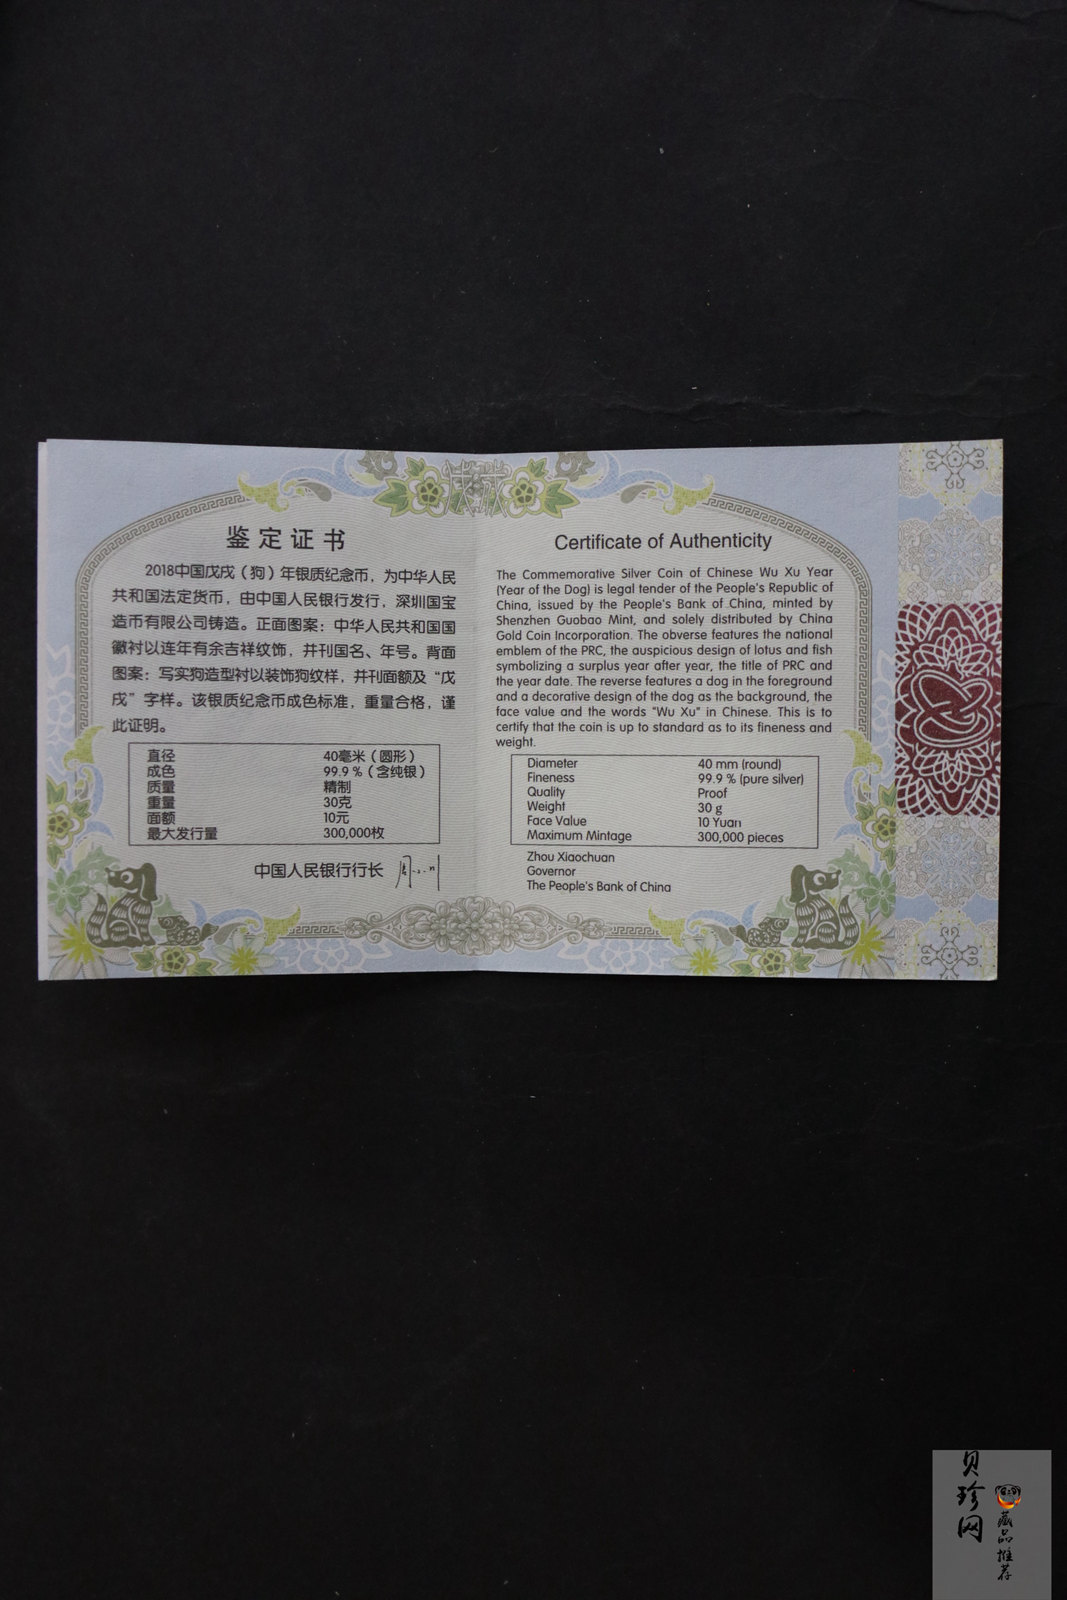 鉴定证书
2018中国戊戌（狗）年银质纪念币，为中华人民
共和国法定货币，由中国人民银行发行，深圳国宝
造币有限公司铸造。正面图案：中华人民共和国国
徽衬以连年有余吉祥纹饰，并刊国名、年号。背面
图案：写实狗造型衬以装饰狗纹样，并刊面额及“戊
戌”字样。该银质纪念币成色标准，重量合格，谨
此证明。
直径 40毫米（圆形）
成色 99.9％（含纯银）
质量 精制
重量 30克
面额 10元
最大发行量 300,000枚
中国人民银行行长
Certificate of Authenticity
The Commemorative Silver Coin of Chinese Wu Xu Year
(Year of the Dog) is legal tender of the People's Republic of
China, issued by the People's Bank of China, minted by
Shenzhen Guobao Mint, and solely distributed by China
Gold Coin Incorporation. The obverse features the national
emblem of the PRC, the auspicious design of lotus and fish
symbolizing a surplus year after year, the title of PRC and
the year date. The reverse features a dog in the foreground
and a decorative design of the dog as the background, the
face value and the words "Wu Xu" in Chinese. This is to
certify that the coin is up to standard as to its fineness and
weight.
Diameter 40 mm (round)
Fineness 99.9 % (pure silver)
Quality Proof
Weight 30 g
Face Value 10 Yuan
Maximum Mintage 300,000 pieces
Zhou Xiaochuan
Governor
The People's Bank of China
贝珍网
藏品推荐